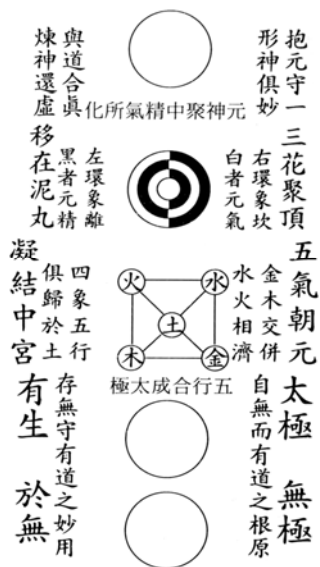 抱元守一
形神俱妙
與道合眞
煉神還虛
元神聚中精氣所化
三花聚頂
右環象坎
白者元氣
左環象離
黑者元精
移在泥丸
五氣朝元
金木交併
水火相濟
水
火
土
金
木
四象五行
俱歸於土
凝結中宮
五行合成太極
太極 無極
自無而有道之根原
存無守有道之妙用
有生 於無